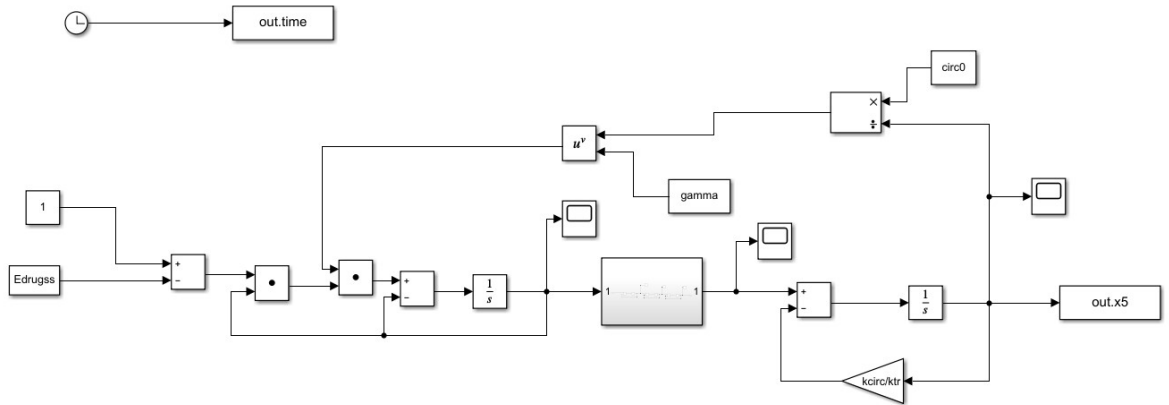 out.time
circ0
×
÷
u^v
gamma
1
Edrugss
+
−
+
−
1
s
1
1
+
−
1
s
out.x5
kcirc/ktr